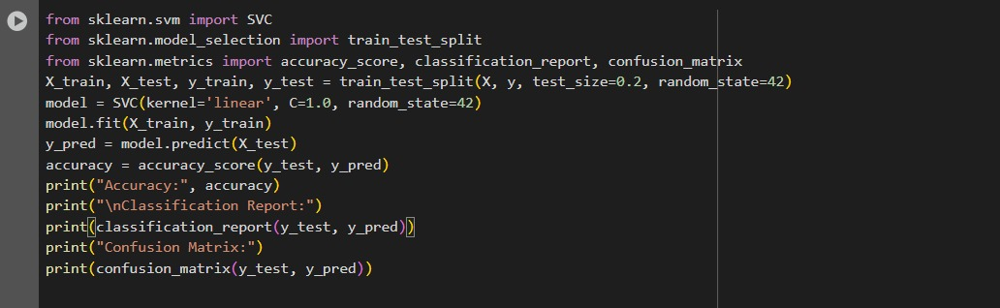 from sklearn.svm import SVC
from sklearn.model_selection import train_test_split
from sklearn.metrics import accuracy_score, classification_report, confusion_matrix
X_train, X_test, y_train, y_test = train_test_split(X, y, test_size=0.2, random_state=42)
model = SVC(kernel='linear', C=1.0, random_state=42)
model.fit(X_train, y_train)
y_pred = model.predict(X_test)
accuracy = accuracy_score(y_test, y_pred)
print("Accuracy:", accuracy)
print("\nClassification Report:")
print(classification_report(y_test, y_pred))
print("Confusion Matrix:")
print(confusion_matrix(y_test, y_pred))